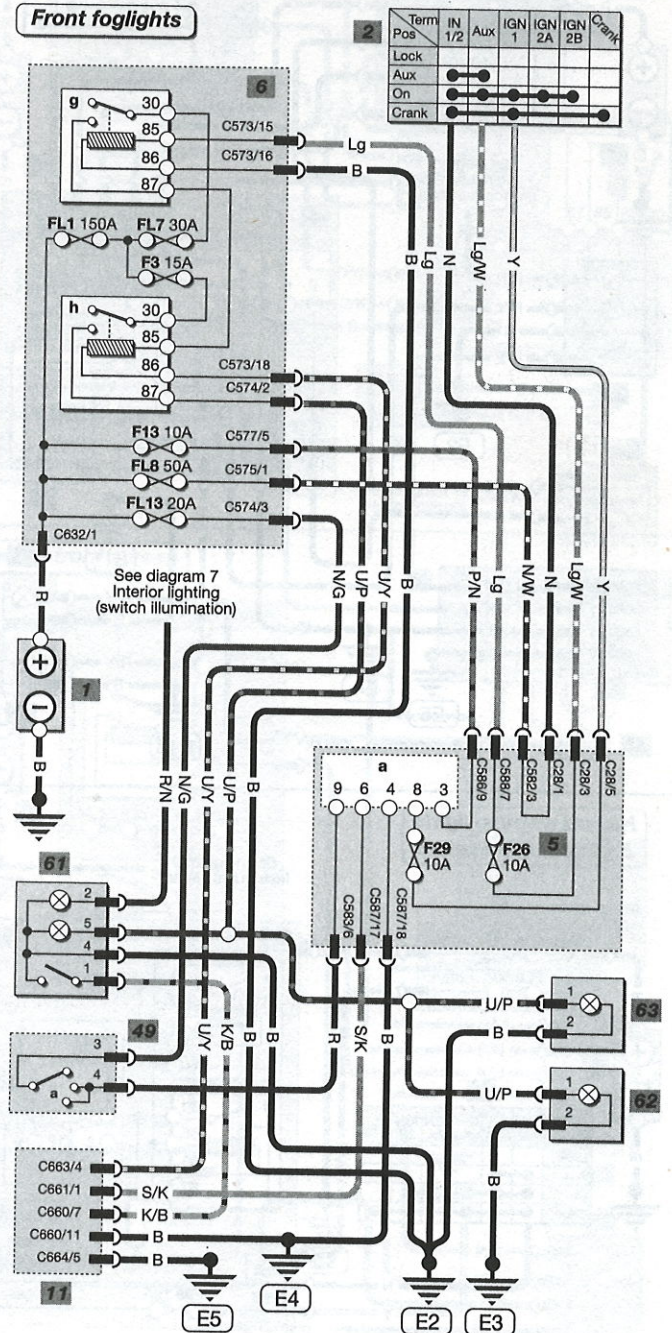 Front foglights
2
Term Pos IN 1/2 Aux IGN 1 IGN 2A IGN 2B Crank
Lock
Aux
On
Crank
6
g 30
85 C573/15 Lg
86 C573/16 B
87
FL1 150A FL7 30A
F3 15A
h 30
85
86 C573/18
87 C574/2
F13 10A C577/5
FL8 50A C575/1
FL13 20A C574/3
C632/1
B Lg N Lg/W Y
R
See diagram 7
Interior lighting
(switch illumination)
N/G U/P U/Y B P/N Lg N/W N Lg/W Y
+
−
1
B
R/N N/G U/Y U/P B
C586/9 C588/7 C582/3 C28/1 C28/3 C28/5
a
9 6 4 8 3
F29 10A
F26 10A
5
C583/6 C587/17 C587/18
61
2
5
4
1
U/Y K/B B B R S/K B
49
3
a 4
63
U/P 1
B 2
62
U/P 1
2
B
C663/4
C661/1 S/K
C660/7 K/B
C660/11 B
C664/5 B
11
E5
E4
E2
E3